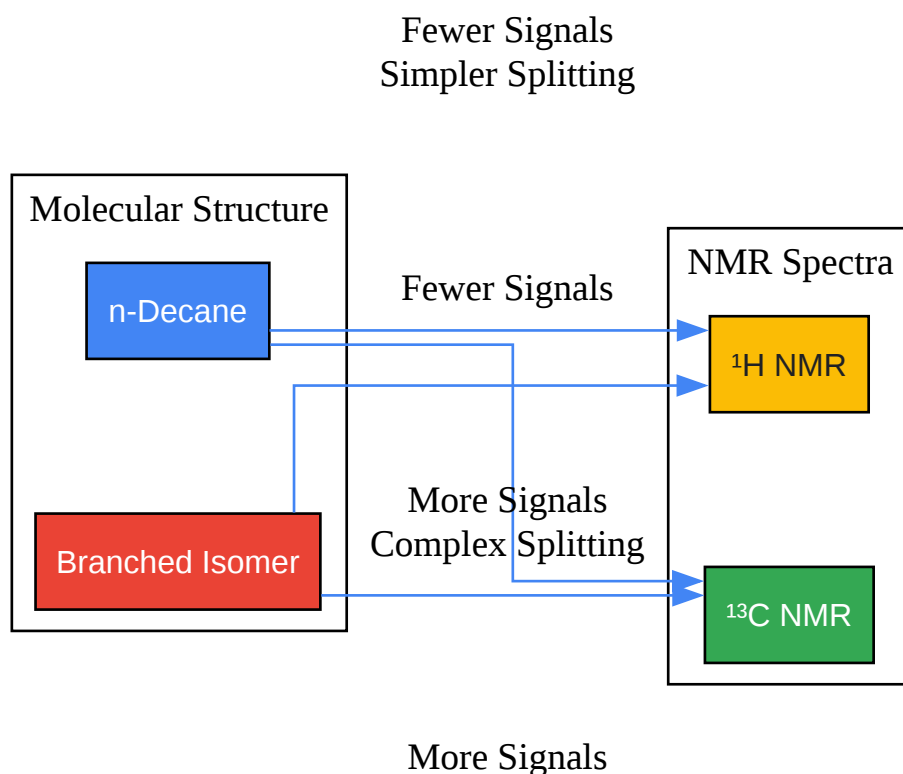 Fewer Signals
Simpler Splitting
Molecular Structure
n-Decane
Branched Isomer
Fewer Signals
More Signals
Complex Splitting
NMR Spectra
¹H NMR
¹³C NMR
More Signals